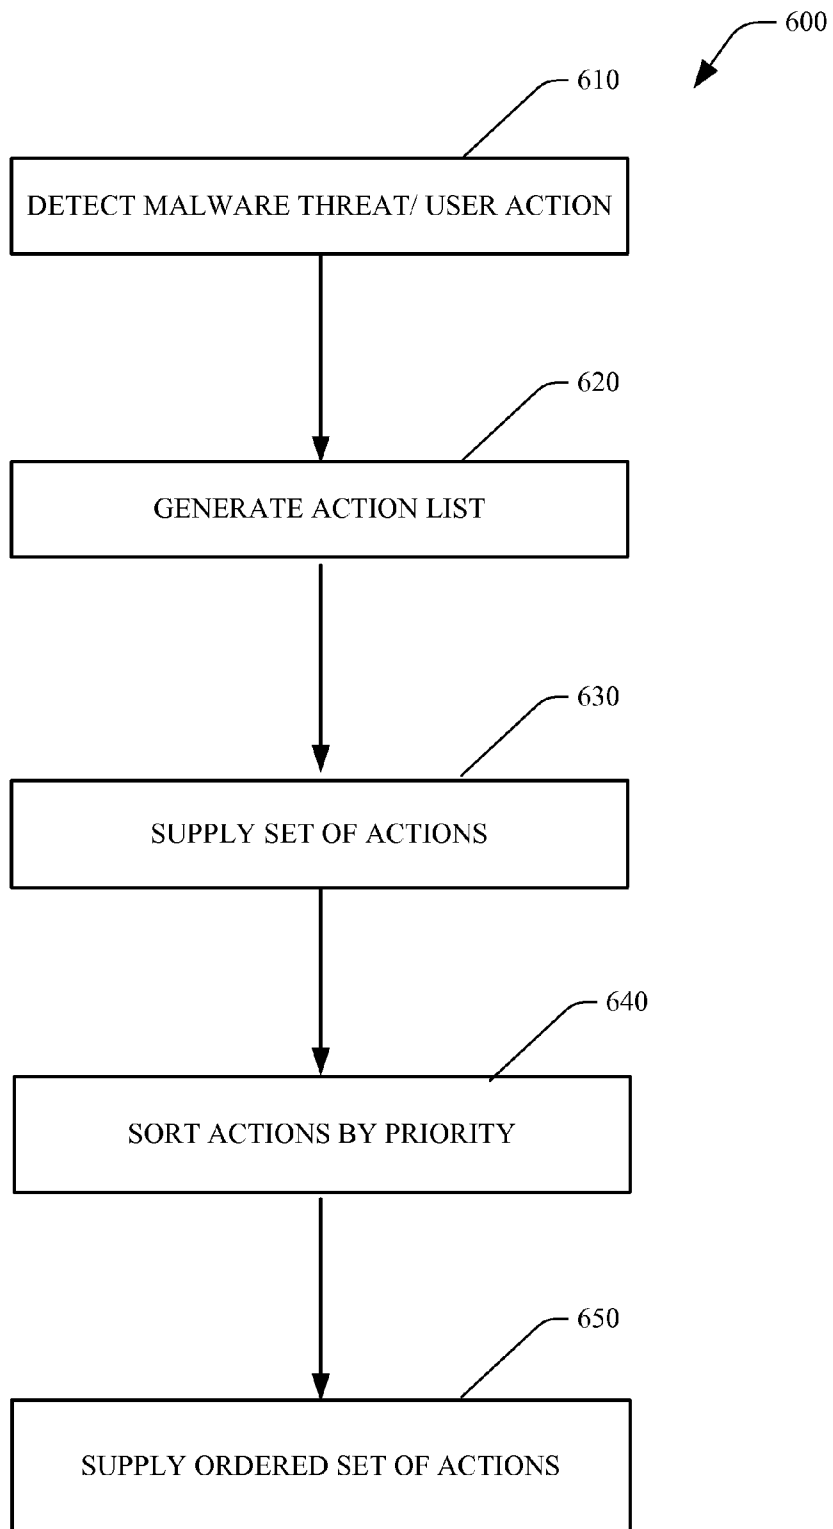 600
610
DETECT MALWARE THREAT/ USER ACTION
620
GENERATE ACTION LIST
630
SUPPLY SET OF ACTIONS
640
SORT ACTIONS BY PRIORITY
650
SUPPLY ORDERED SET OF ACTIONS